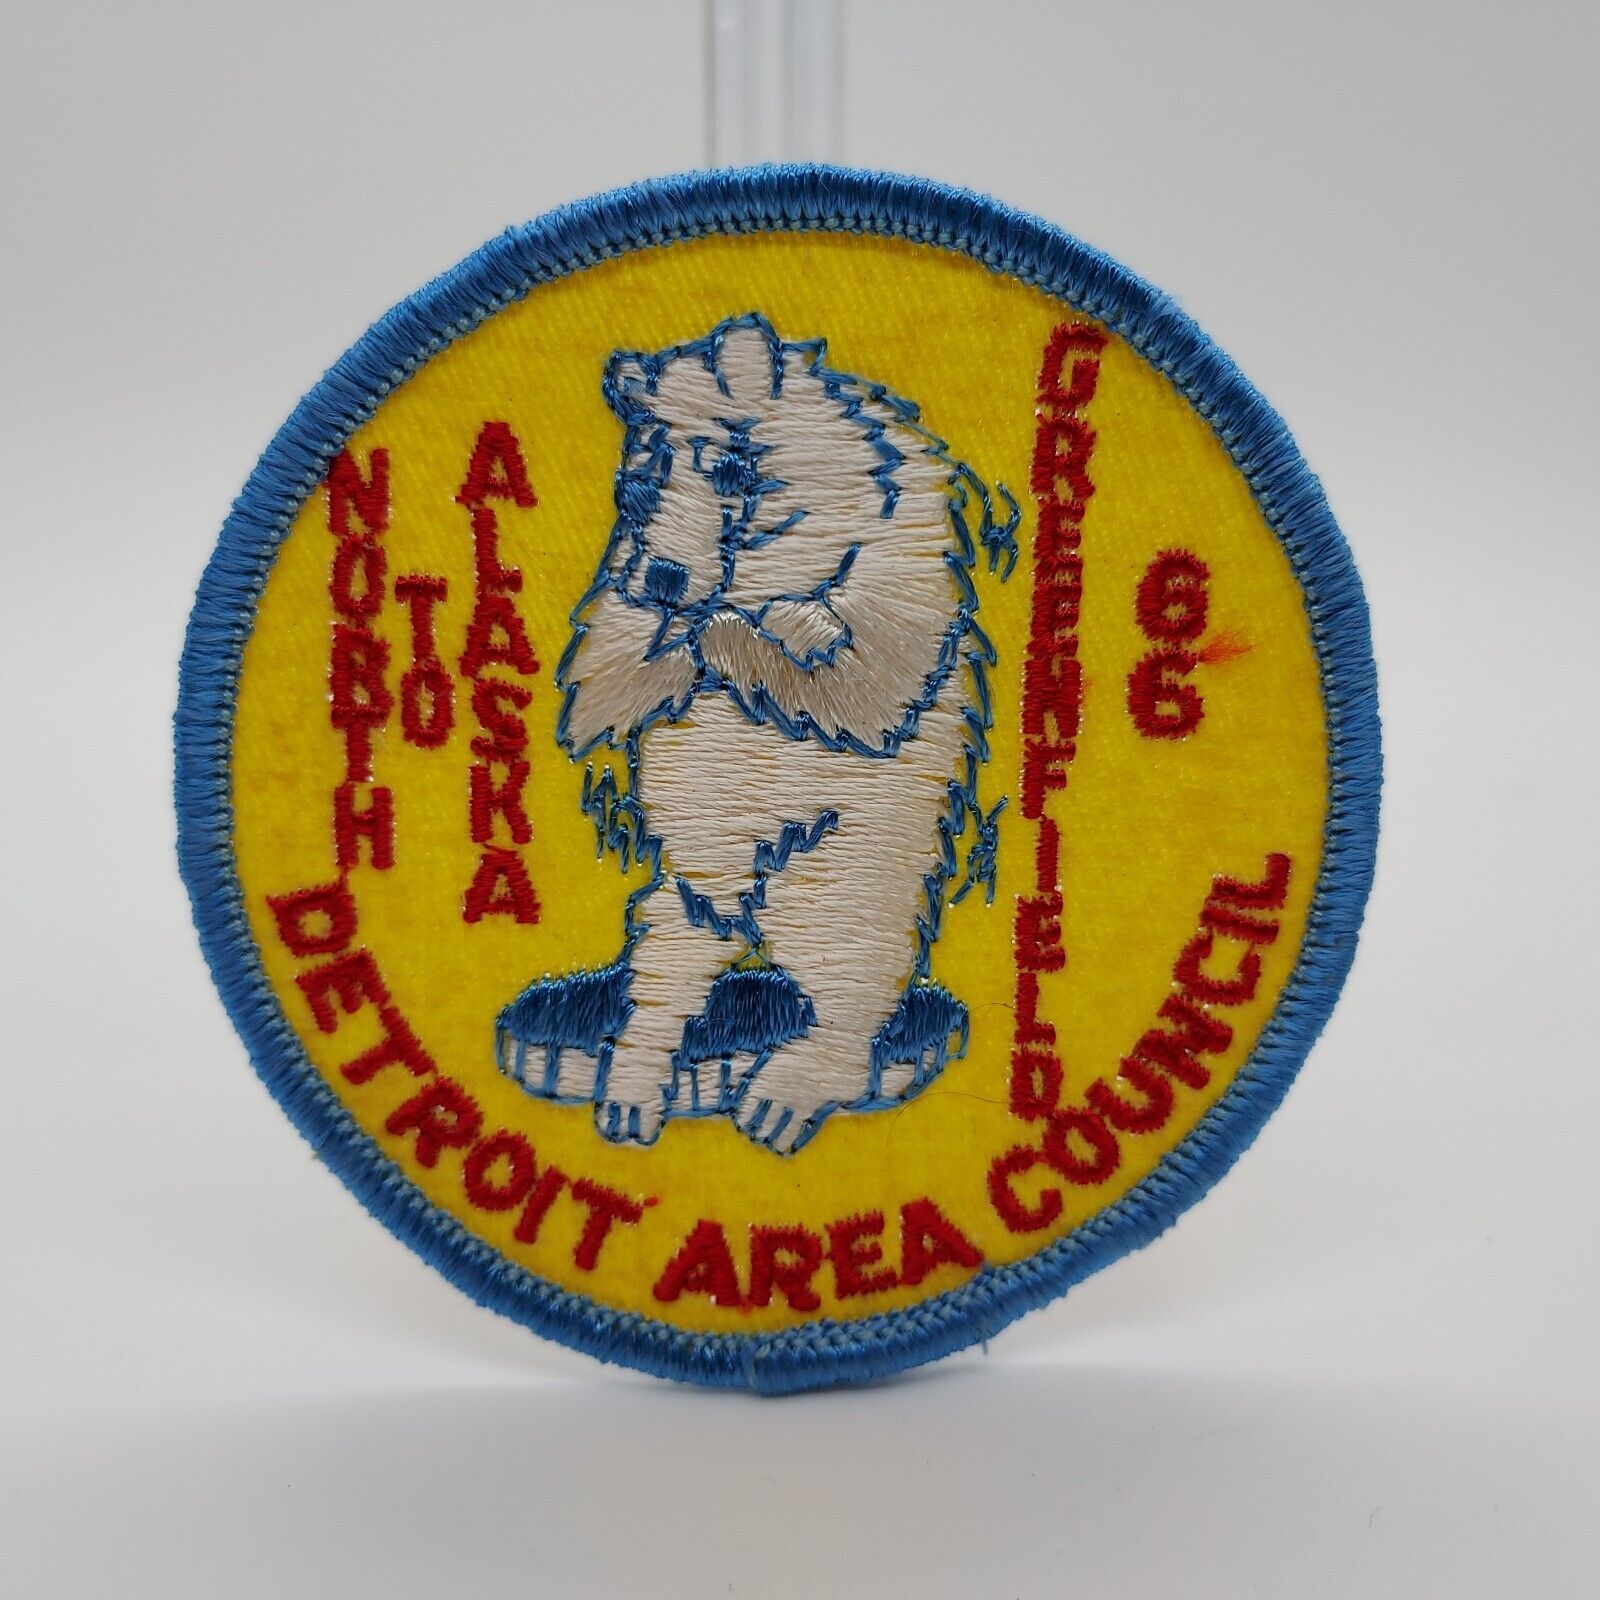 NORTH
TO
ALASKA
GREENFIELD
66
DETROIT AREA COUNCIL